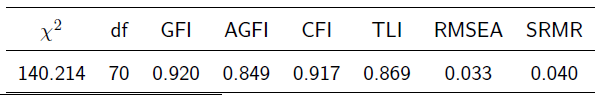 χ² df GFI AGFI CFI TLI RMSEA SRMR
140.214 70 0.920 0.849 0.917 0.869 0.033 0.040